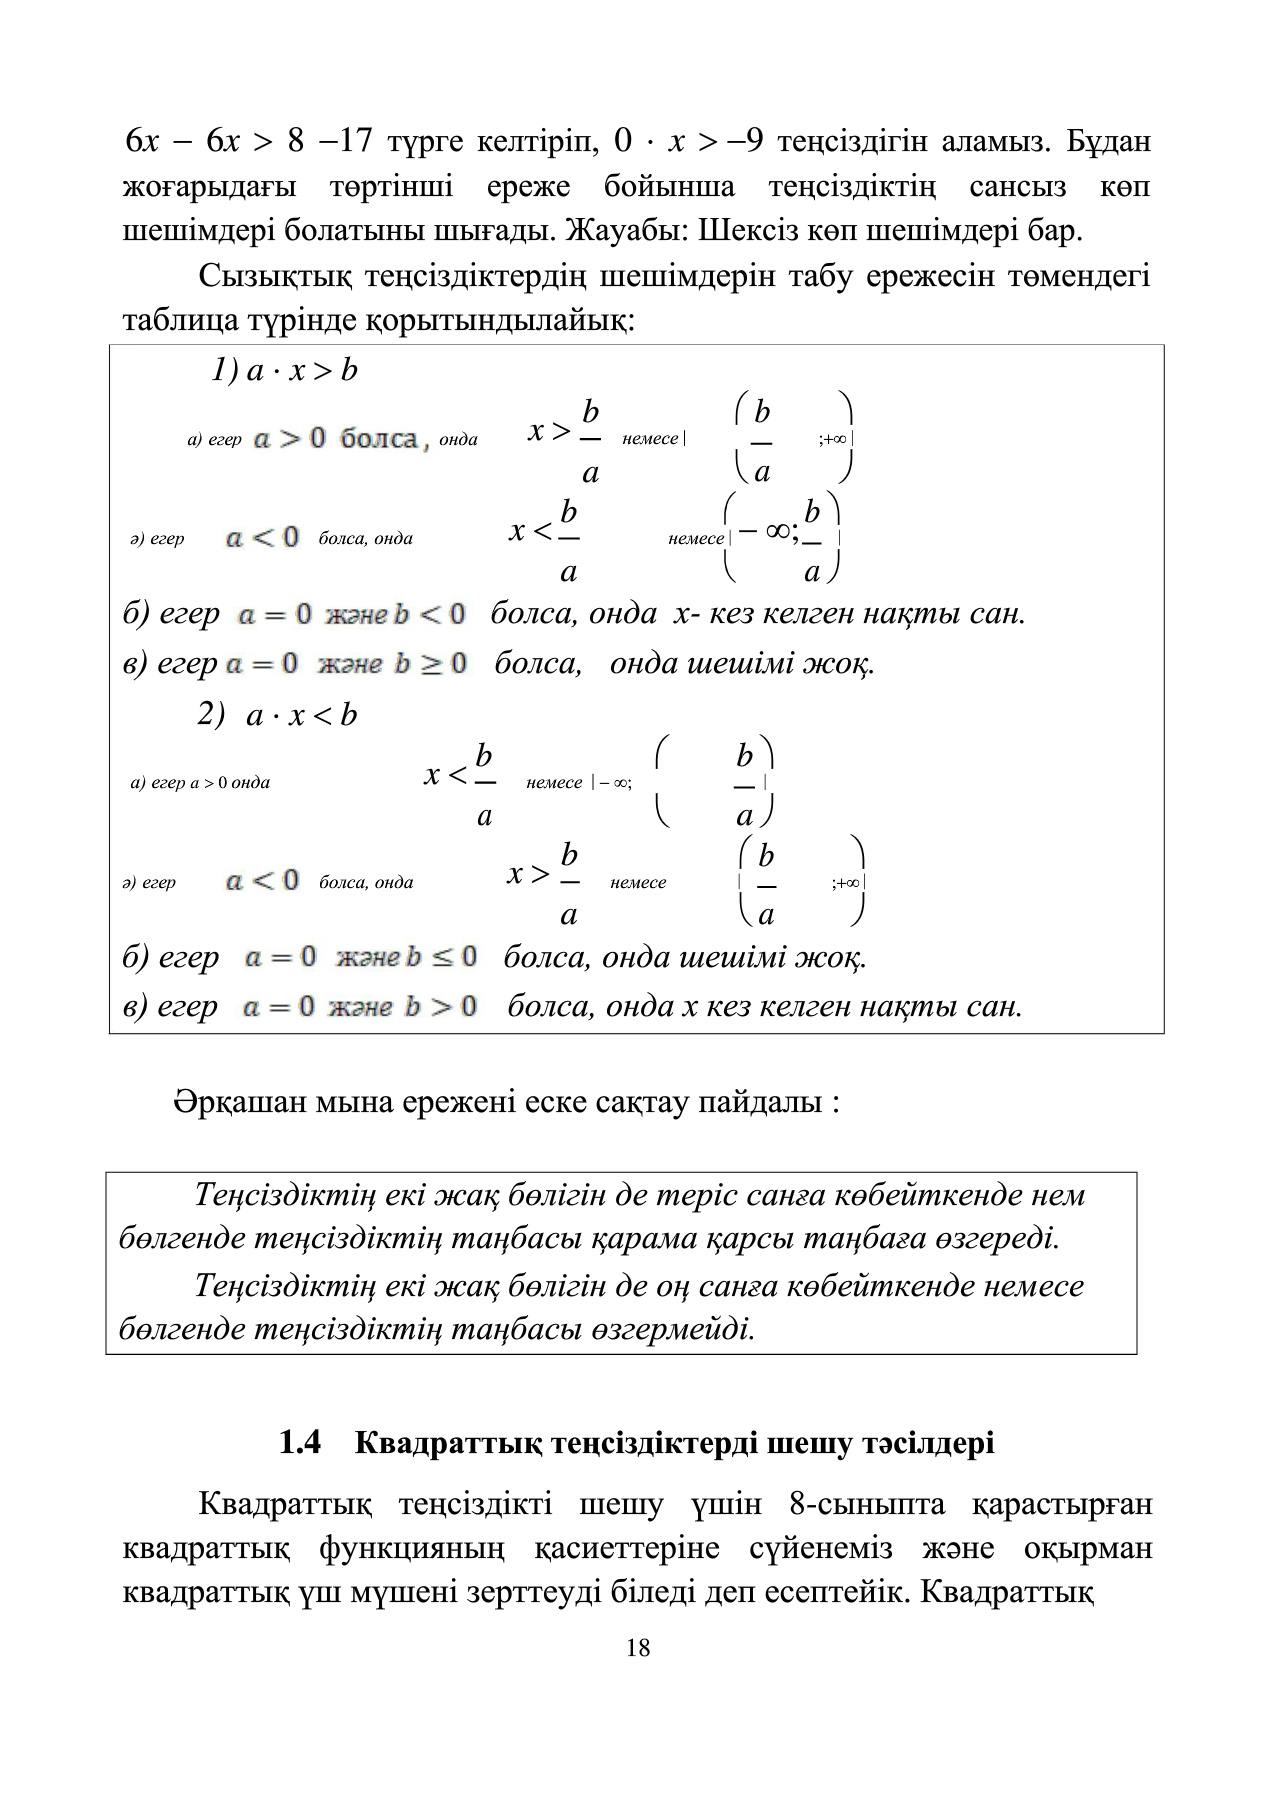 6x − 6x > 8 −17 түрге келтіріп, 0 · x > −9 теңсіздігін аламыз. Бұдан
жоғарыдағы төртінші ереже бойынша теңсіздіктің сансыз көп
шешімдері болатыны шығады. Жауабы: Шексіз көп шешімдері бар.
Сызықтық теңсіздіктердің шешімдерін табу ережесін төмендегі
таблица түрінде қорытындылайық:
1) a · x > b
а) егер a > 0 болса, онда x > b/a немесе (b/a ;+∞)
ә) егер a < 0 болса, онда x < b/a немесе (− ∞; b/a)
б) егер a = 0 және b < 0 болса, онда x- кез келген нақты сан.
в) егер a = 0 және b ≥ 0 болса, онда шешімі жоқ.
2) a · x < b
а) егер a > 0 онда x < b/a немесе (− ∞; b/a)
ә) егер a < 0 болса, онда x > b/a немесе (b/a ;+∞)
б) егер a = 0 және b ≤ 0 болса, онда шешімі жоқ.
в) егер a = 0 және b > 0 болса, онда x кез келген нақты сан.
Әрқашан мына ережені еске сақтау пайдалы :
Теңсіздіктің екі жақ бөлігін де теріс санға көбейткенде нем
бөлгенде теңсіздіктің таңбасы қарама қарсы таңбаға өзгереді.
Теңсіздіктің екі жақ бөлігін де оң санға көбейткенде немесе
бөлгенде теңсіздіктің таңбасы өзгермейді.
1.4 Квадраттық теңсіздіктерді шешу тәсілдері
Квадраттық теңсіздікті шешу үшін 8-сыныпта қарастырған
квадраттық функцияның қасиеттеріне сүйенеміз және оқырман
квадраттық үш мүшені зерттеуді біледі деп есептейік. Квадраттық
18